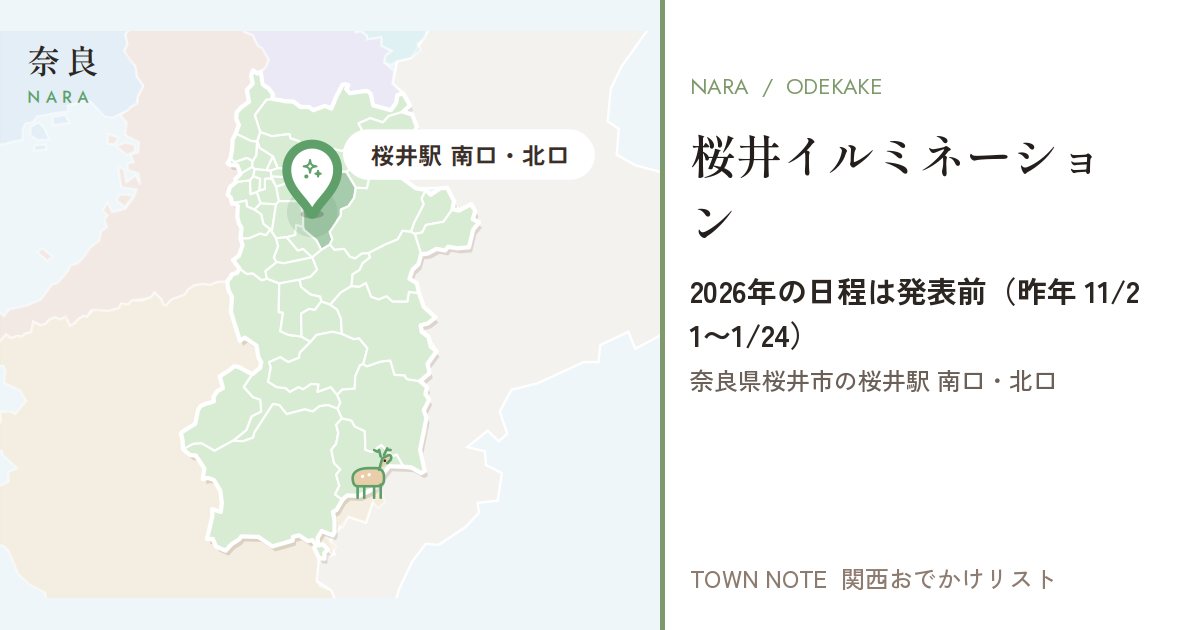 奈良
NARA
桜井駅 南口・北口
NARA / ODEKAKE
桜井イルミネーショ
ン
2026年の日程は発表前（昨年 11/2
1〜1/24）
奈良県桜井市の桜井駅 南口・北口
TOWN NOTE 関西おでかけリスト